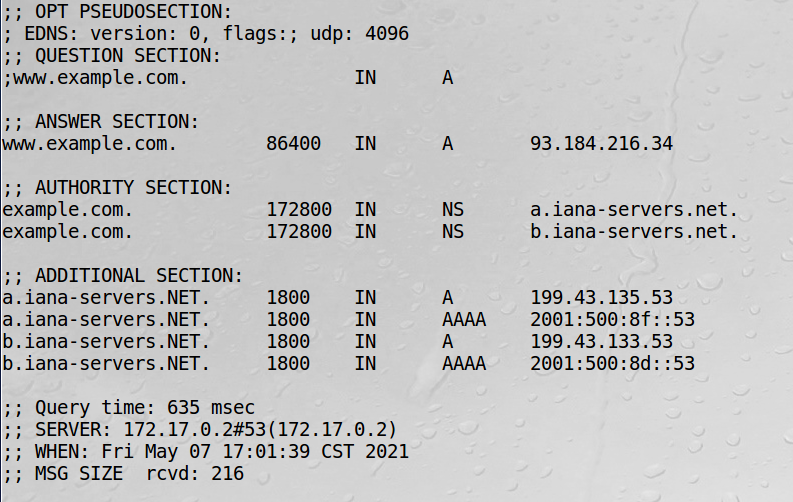 ;; OPT PSEUDOSECTION:
; EDNS: version: 0, flags:; udp: 4096
;; QUESTION SECTION:
;www.example.com. IN A
;; ANSWER SECTION:
www.example.com. 86400 IN A 93.184.216.34
;; AUTHORITY SECTION:
example.com. 172800 IN NS a.iana-servers.net.
example.com. 172800 IN NS b.iana-servers.net.
;; ADDITIONAL SECTION:
a.iana-servers.NET. 1800 IN A 199.43.135.53
a.iana-servers.NET. 1800 IN AAAA 2001:500:8f::53
b.iana-servers.NET. 1800 IN A 199.43.133.53
b.iana-servers.NET. 1800 IN AAAA 2001:500:8d::53
;; Query time: 635 msec
;; SERVER: 172.17.0.2#53(172.17.0.2)
;; WHEN: Fri May 07 17:01:39 CST 2021
;; MSG SIZE rcvd: 216